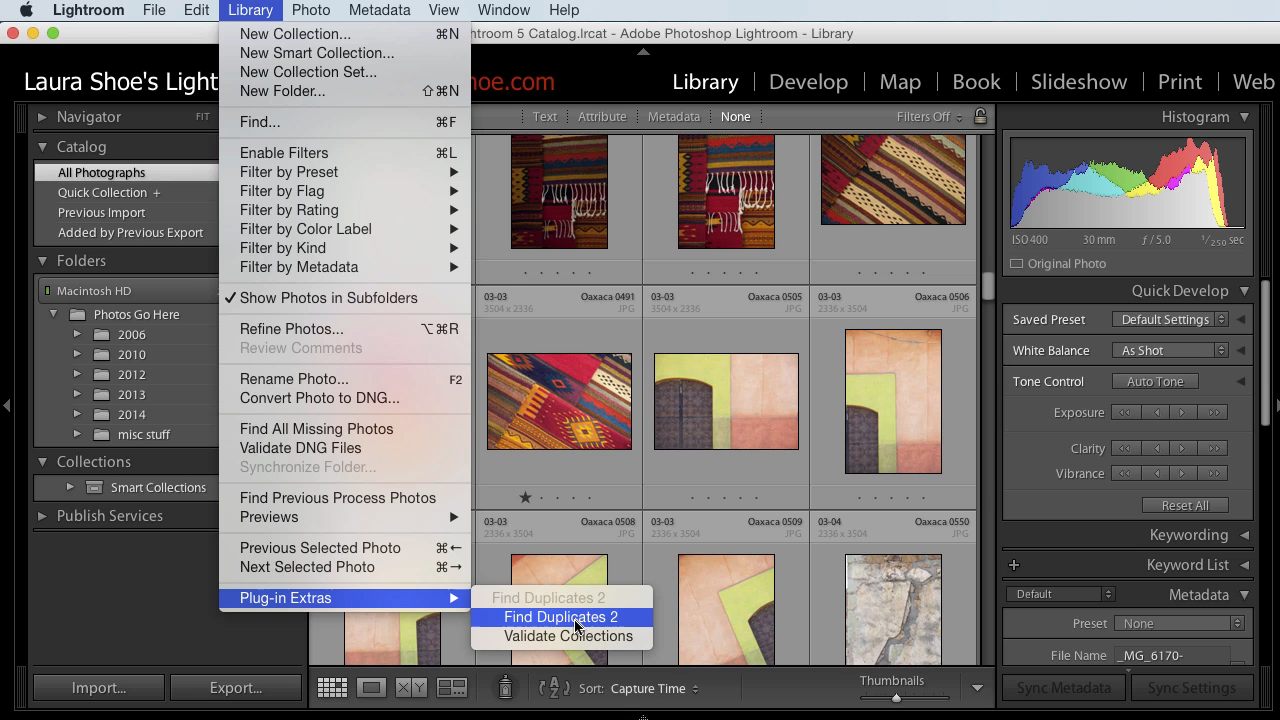 Lightroom File Edit Library Photo Metadata View Window Help
htroom 5 Catalog.lrcat - Adobe Photoshop Lightroom - Library
Laura Shoe's Light
hoe.com
Library | Develop | Map | Book | Slideshow | Print | Web
New Collection... ⌘N
New Smart Collection...
New Collection Set...
New Folder... ⇧⌘N
Find... ⌘F
Enable Filters ⌘L
Filter by Preset
Filter by Flag
Filter by Rating
Filter by Color Label
Filter by Kind
Filter by Metadata
✓ Show Photos in Subfolders
Refine Photos... ⌥⌘R
Review Comments
Rename Photo... F2
Convert Photo to DNG...
Find All Missing Photos
Validate DNG Files
Synchronize Folder...
Find Previous Process Photos
Previews
Previous Selected Photo ⌘←
Next Selected Photo ⌘→
Plug-in Extras
Find Duplicates 2
Find Duplicates 2
Validate Collections
Navigator FIT
Catalog
All Photographs
Quick Collection +
Previous Import
Added by Previous Export
Folders
Macintosh HD
Photos Go Here
2006
2010
2012
2013
2014
misc stuff
Collections
Smart Collections
Publish Services
Import... Export...
Text Attribute Metadata None Filters Off
03-03 Oaxaca 0491
3504 x 2336 JPG
03-03 Oaxaca 0505
3504 x 2336 JPG
03-03 Oaxaca 0506
2336 x 3504 JPG
03-03 Oaxaca 0508
2336 x 3504 JPG
03-03 Oaxaca 0509
2336 x 3504 JPG
03-04 Oaxaca 0550
2336 x 3504 JPG
XY
AZ
Sort: Capture Time
Thumbnails
Histogram
ISO 400 30 mm ƒ / 5.0 1/250 sec
Original Photo
Quick Develop
Saved Preset Default Settings
White Balance As Shot
Tone Control Auto Tone
Exposure
Clarity
Vibrance
Reset All
Keywording
Keyword List
Default Metadata
Preset None
File Name _MG_6170-
Sync Metadata Sync Settings